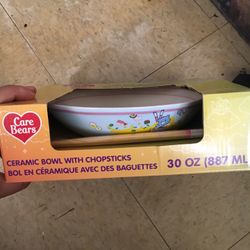 Care
Bears
CERAMIC BOWL WITH CHOPSTICKS
BOL EN CÉRAMIQUE AVEC DES BAGUETTES
30 OZ (887 ML